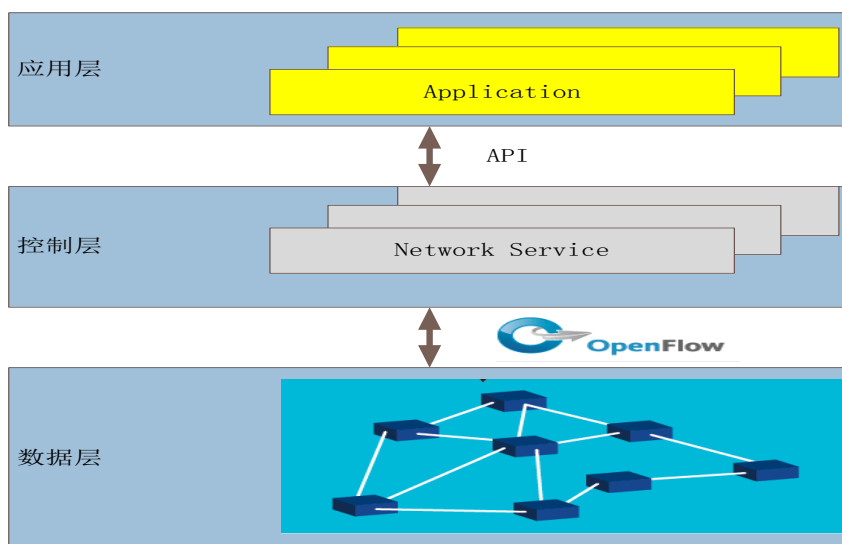 应用层
Application
API
控制层
Network Service
OpenFlow
数据层